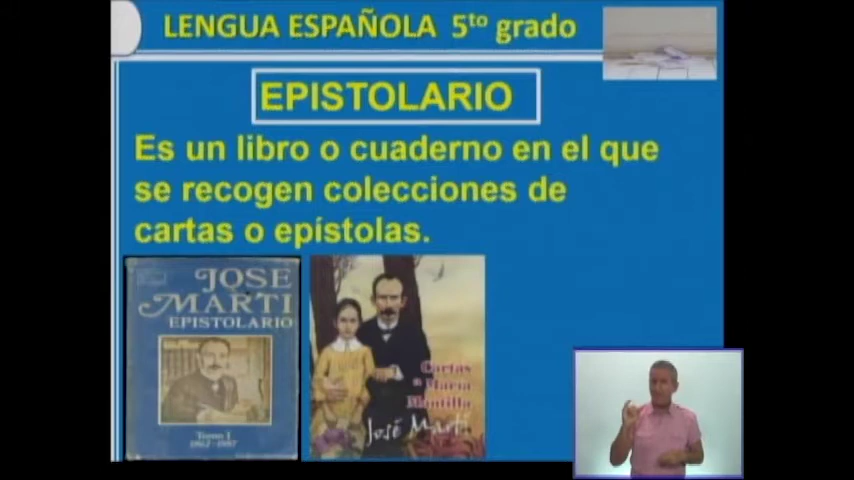 LENGUA ESPAÑOLA 5to grado
EPISTOLARIO
Es un libro o cuaderno en el que
se recogen colecciones de
cartas o epístolas.
JOSE
MARTI
EPISTOLARIO
Tomo I
Cartas
a María
Mantilla
José Martí